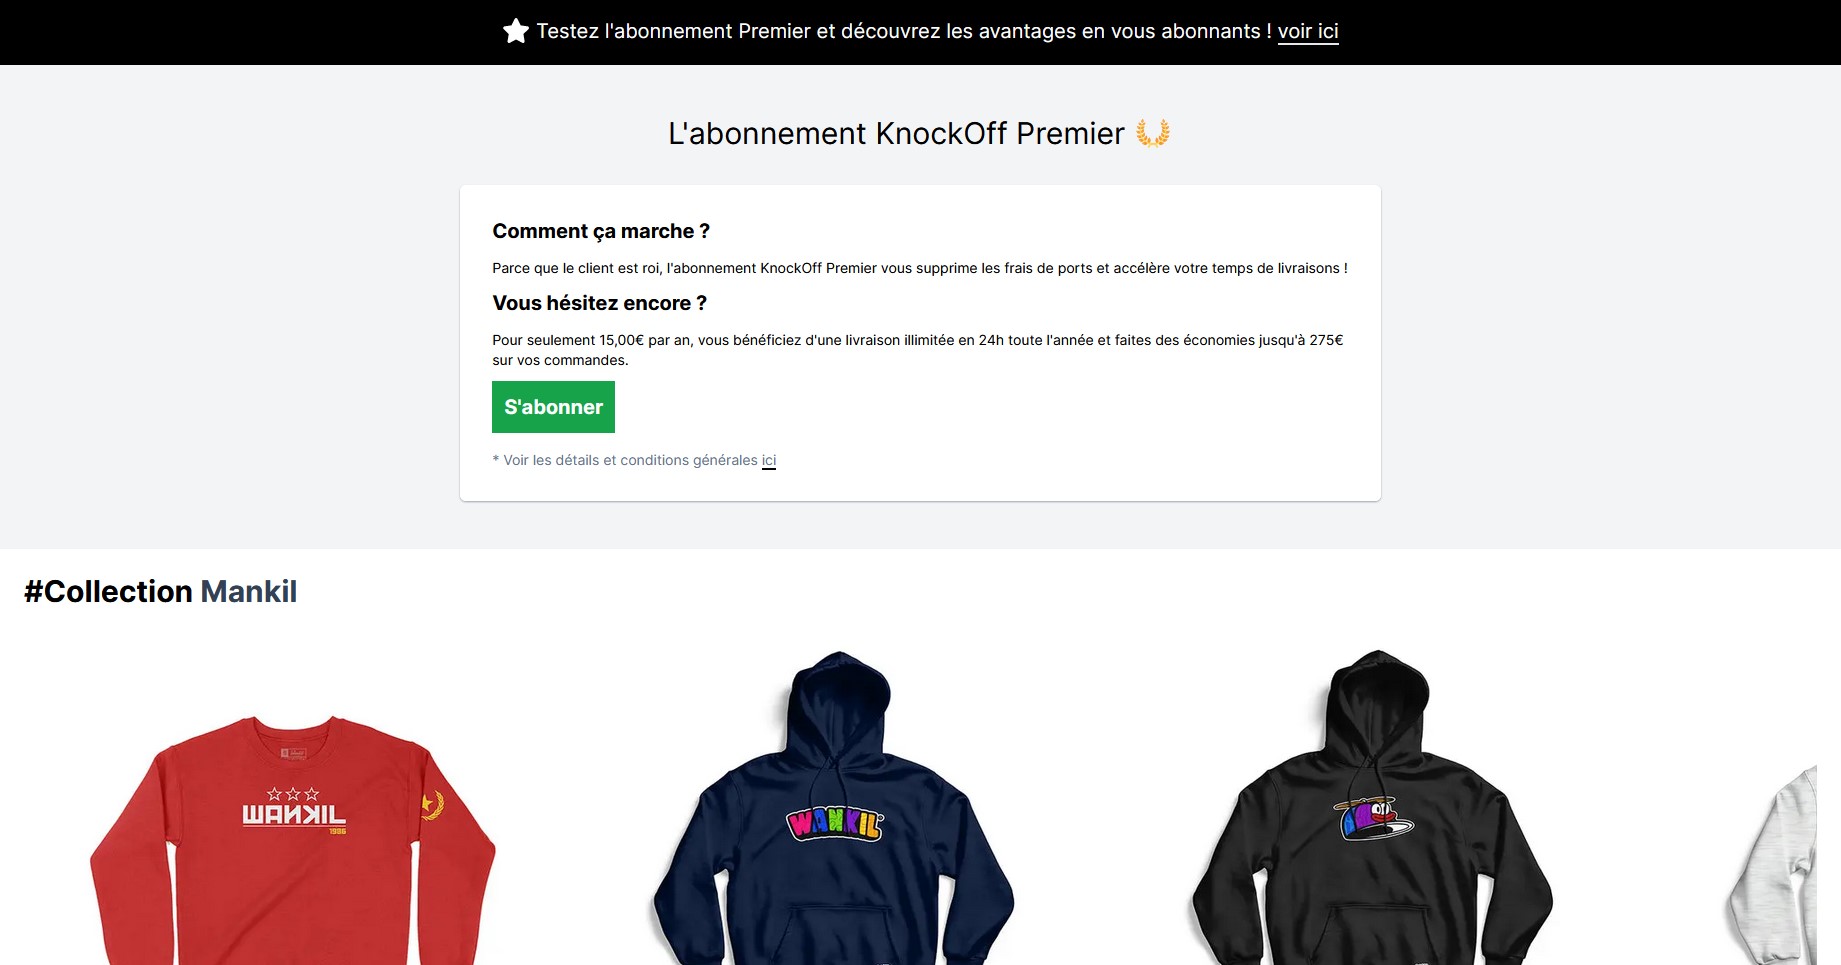 Testez l'abonnement Premier et découvrez les avantages en vous abonnants ! voir ici
L'abonnement KnockOff Premier
Comment ça marche ?
Parce que le client est roi, l'abonnement KnockOff Premier vous supprime les frais de ports et accélère votre temps de livraisons !
Vous hésitez encore ?
Pour seulement 15,00€ par an, vous bénéficiez d'une livraison illimitée en 24h toute l'année et faites des économies jusqu'à 275€
sur vos commandes.
S'abonner
* Voir les détails et conditions générales ici
#Collection Mankil
WANKIL
1986
WANKIL